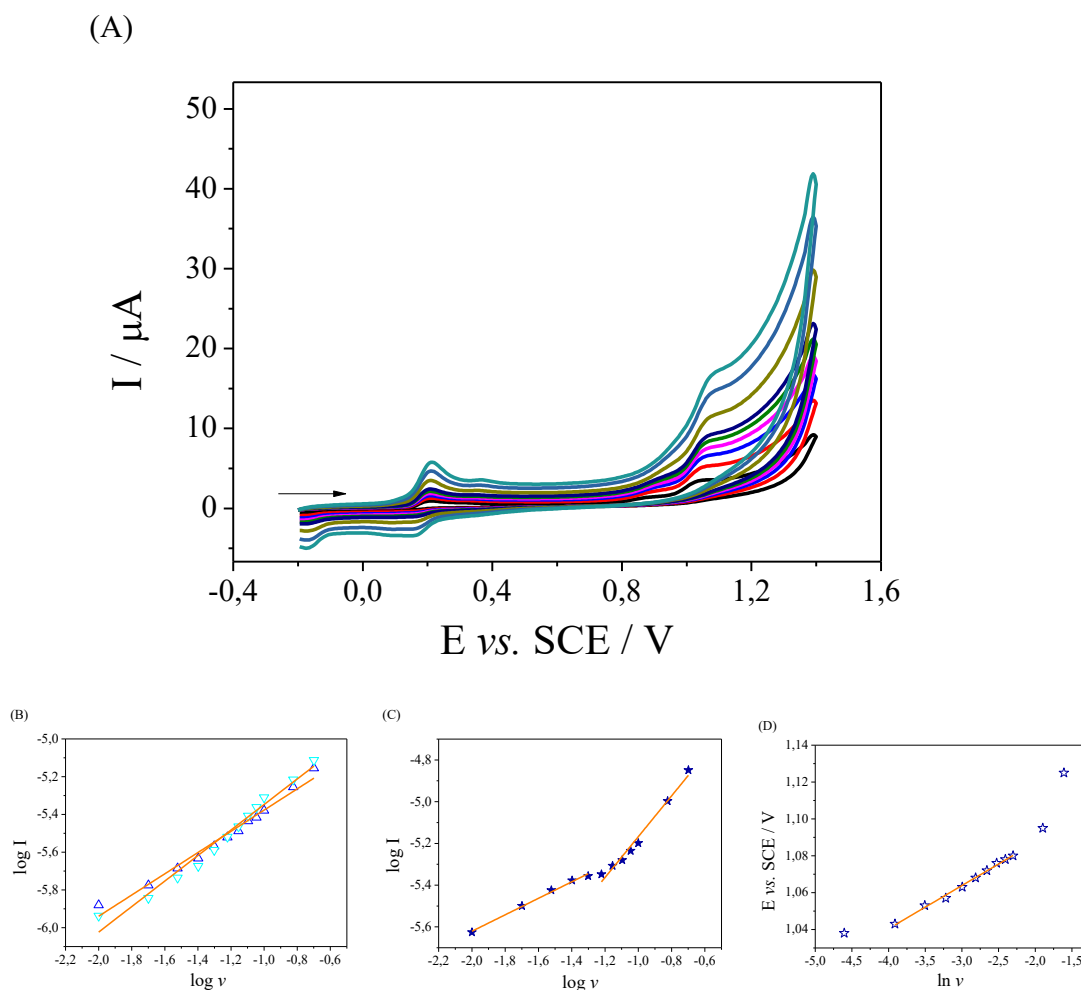 (A)
I / µA
50
40
30
20
10
0
-0,4
0,0
0,4
0,8
1,2
1,6
E vs. SCE / V
(B)
log I
-5,0
-5,2
-5,4
-5,6
-5,8
-6,0
-2,2 -2,0 -1,8 -1,6 -1,4 -1,2 -1,0 -0,8 -0,6
log v
(C)
log I
-4,8
-5,0
-5,2
-5,4
-5,6
-2,2 -2,0 -1,8 -1,6 -1,4 -1,2 -1,0 -0,8 -0,6
log v
(D)
E vs. SCE / V
1,14
1,12
1,10
1,08
1,06
1,04
-5,0 -4,5 -4,0 -3,5 -3,0 -2,5 -2,0 -1,5
ln v